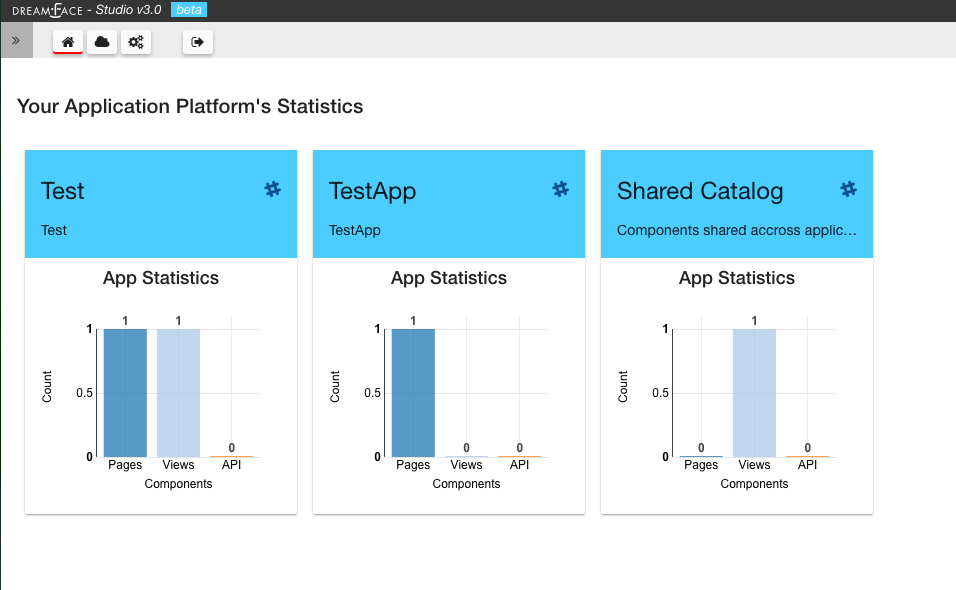 DREAMFACE - Studio v3.0 beta
Your Application Platform's Statistics
Test
Test
App Statistics
1 1
1
0.5
0
0
Count
Pages Views API
Components
TestApp
TestApp
App Statistics
1
1
0.5
0 0
0
Count
Pages Views API
Components
Shared Catalog
Components shared accross applic...
App Statistics
1
1
0.5
0 0
0
Count
Pages Views API
Components